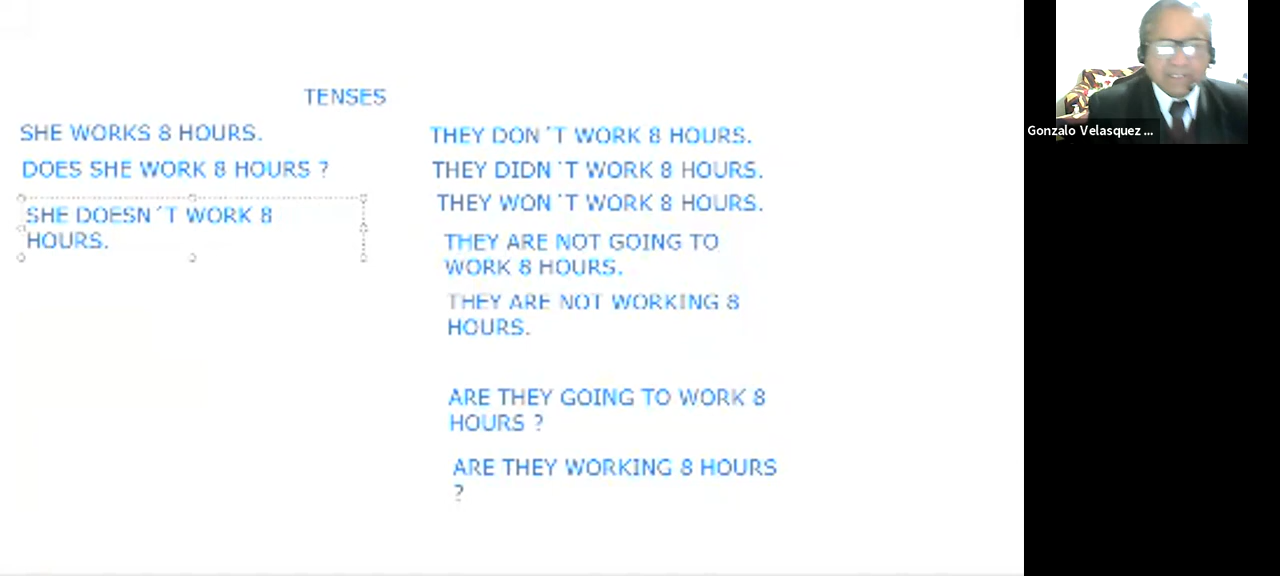 TENSES
SHE WORKS 8 HOURS.
DOES SHE WORK 8 HOURS ?
SHE DOESN´T WORK 8
HOURS.
THEY DON´T WORK 8 HOURS.
THEY DIDN´T WORK 8 HOURS.
THEY WON´T WORK 8 HOURS.
THEY ARE NOT GOING TO
WORK 8 HOURS.
THEY ARE NOT WORKING 8
HOURS.
ARE THEY GOING TO WORK 8
HOURS ?
ARE THEY WORKING 8 HOURS
?
Gonzalo Velasquez ...